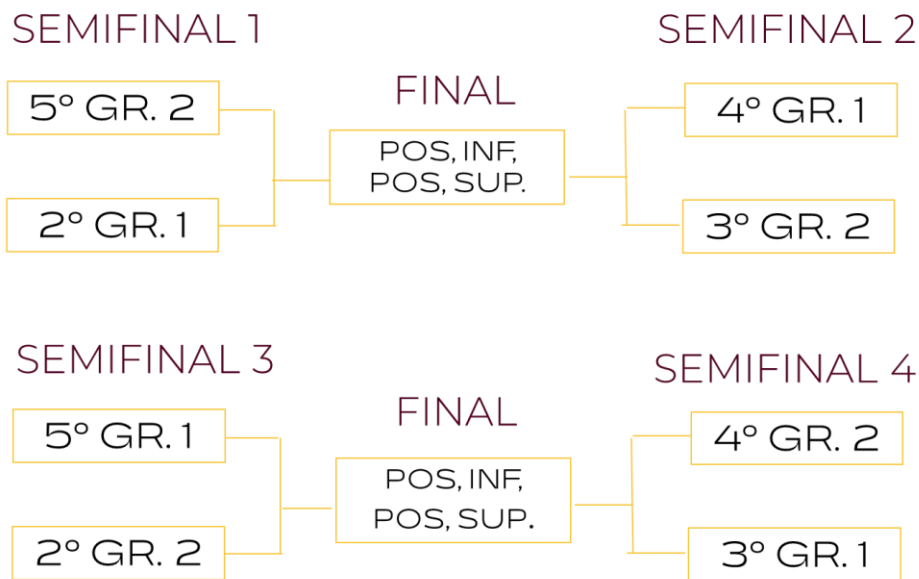 SEMIFINAL 1
SEMIFINAL 2
5º GR. 2
FINAL
4º GR. 1
POS, INF,
POS, SUP.
2º GR. 1
3º GR. 2
SEMIFINAL 3
SEMIFINAL 4
5º GR. 1
FINAL
4º GR. 2
POS, INF,
POS, SUP.
2º GR. 2
3º GR. 1